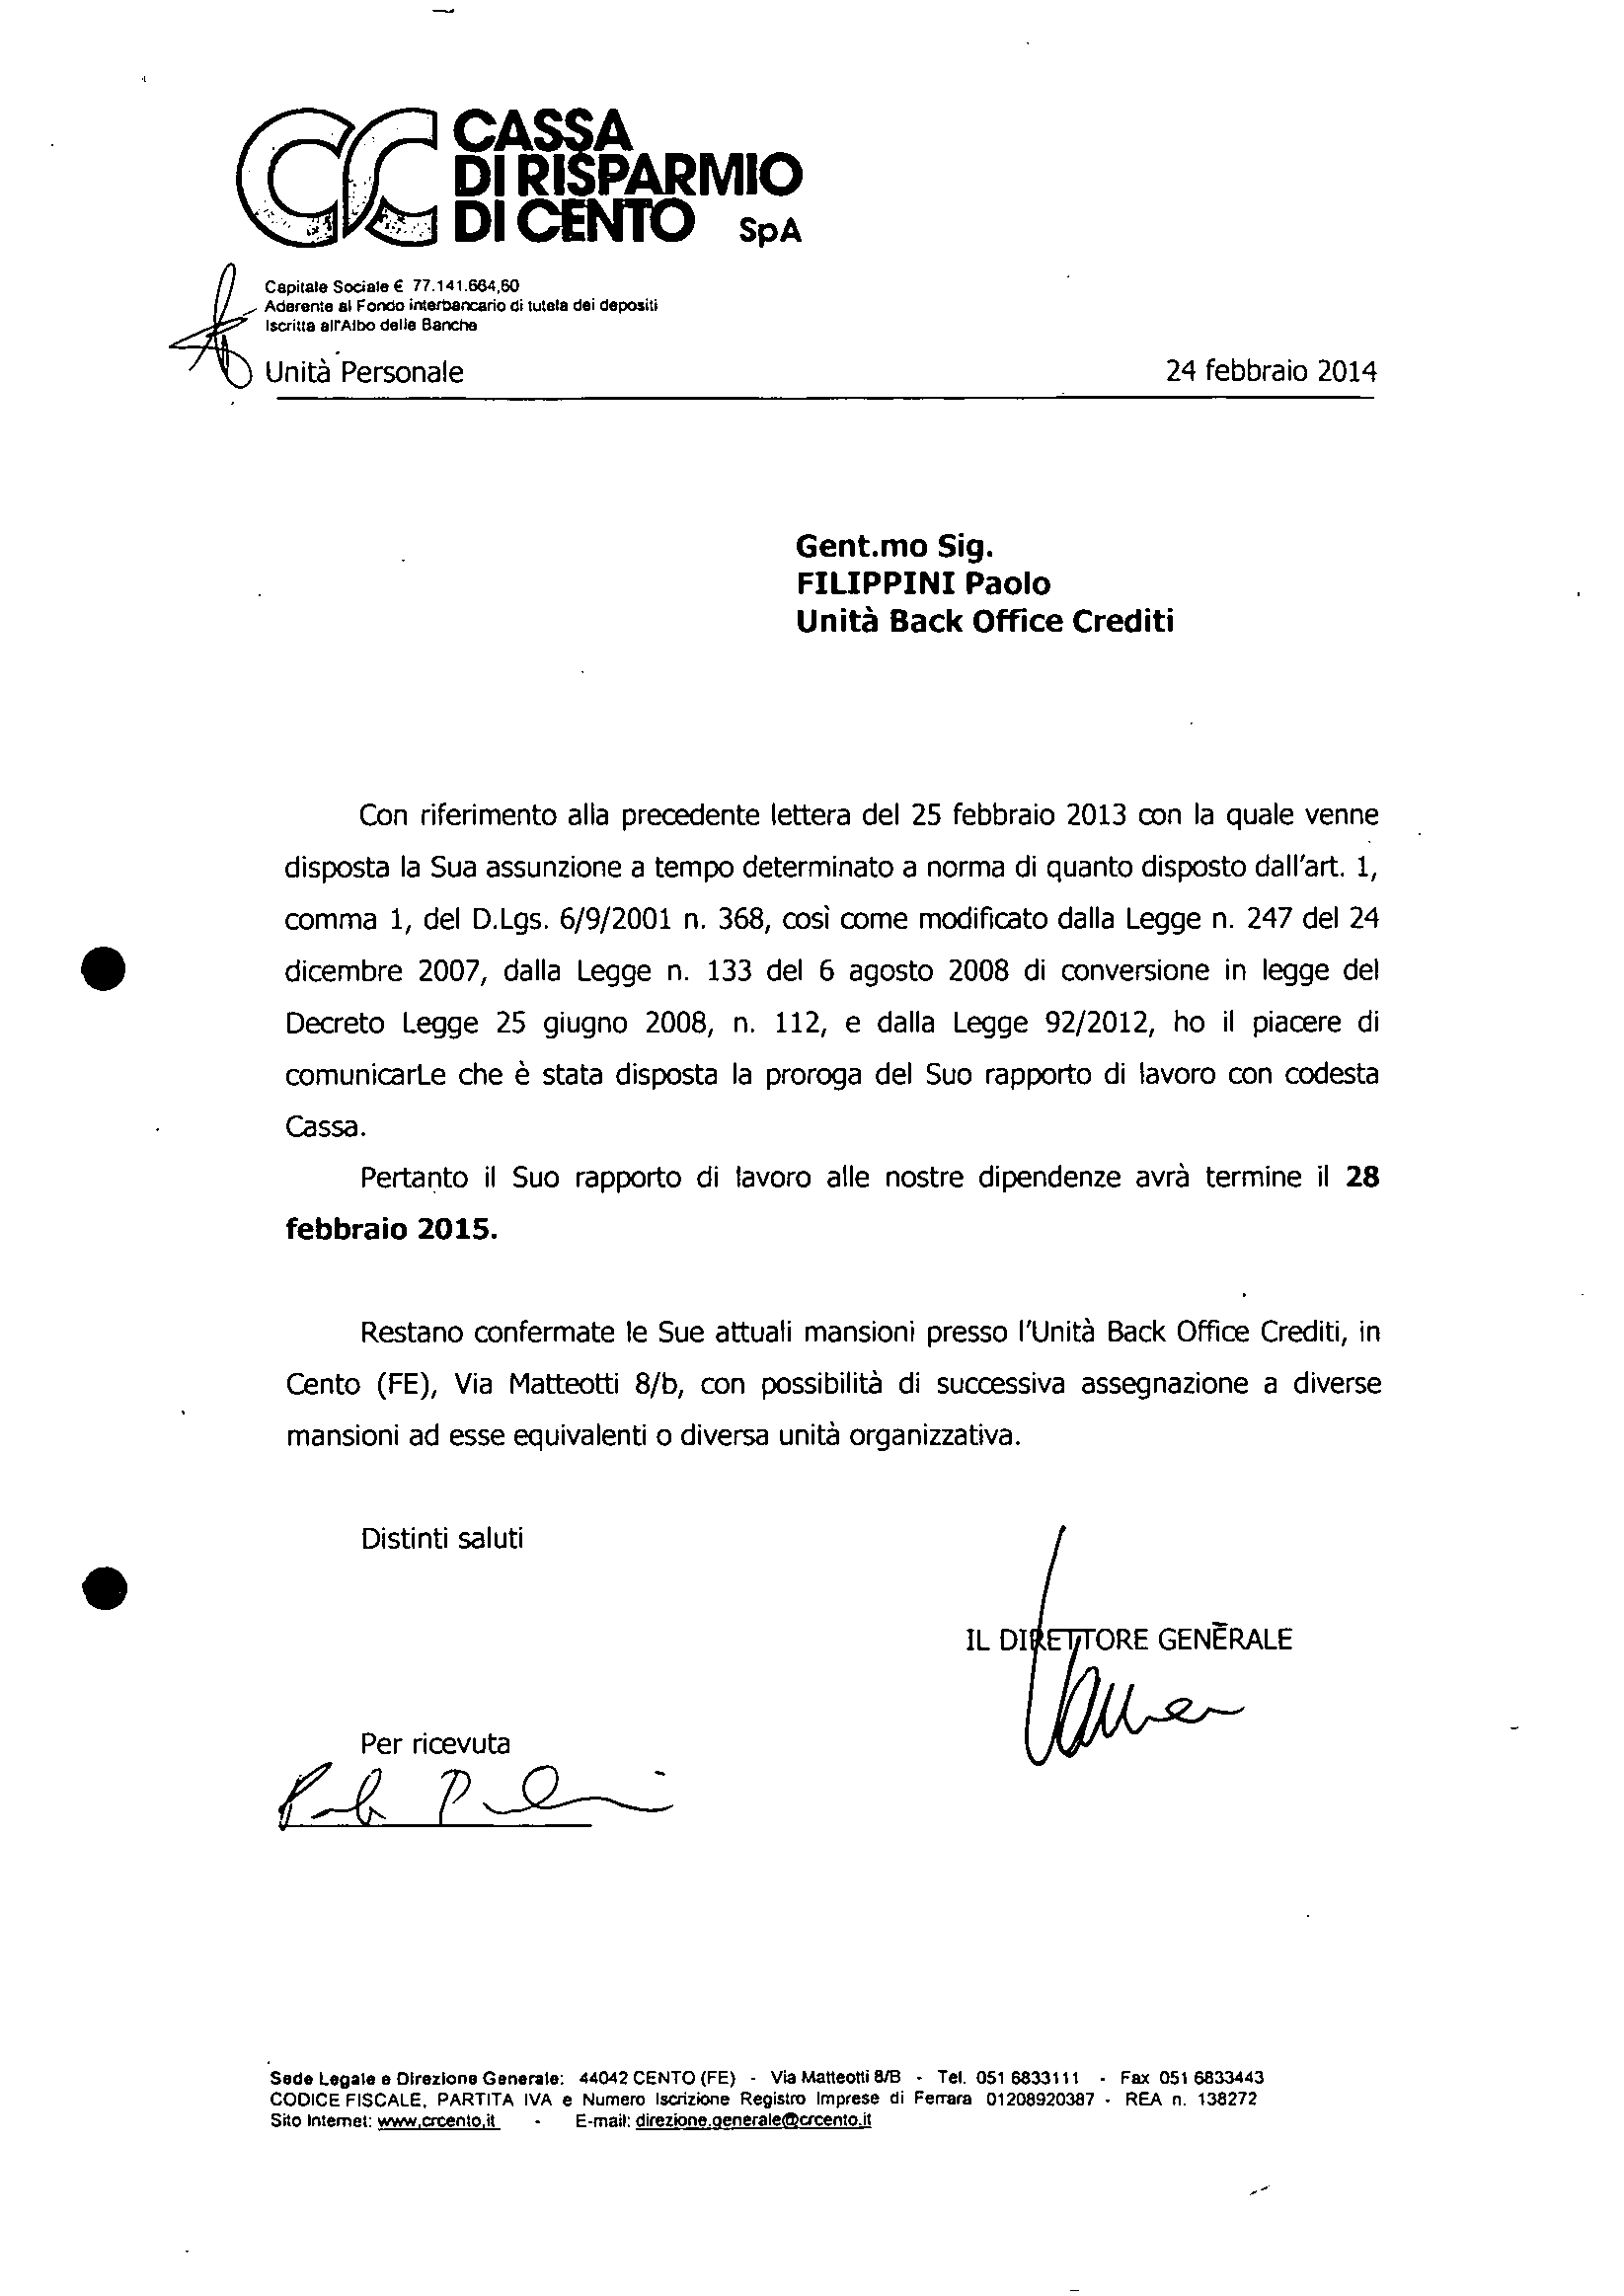 CASSA
DI RISPARMIO
DI CENTO SpA
Capitale Sociale € 77.141.664,60
Aderente al Fondo interbancario di tutela dei depositi
Iscritta all'Albo delle Banche
Unità Personale 24 febbraio 2014
Gent.mo Sig.
FILIPPINI Paolo
Unità Back Office Crediti
Con riferimento alla precedente lettera del 25 febbraio 2013 con la quale venne
disposta la Sua assunzione a tempo determinato a norma di quanto disposto dall'art. 1,
comma 1, del D.Lgs. 6/9/2001 n. 368, così come modificato dalla Legge n. 247 del 24
dicembre 2007, dalla Legge n. 133 del 6 agosto 2008 di conversione in legge del
Decreto Legge 25 giugno 2008, n. 112, e dalla Legge 92/2012, ho il piacere di
comunicarLe che è stata disposta la proroga del Suo rapporto di lavoro con codesta
Cassa.
Pertanto il Suo rapporto di lavoro alle nostre dipendenze avrà termine il 28
febbraio 2015.
Restano confermate le Sue attuali mansioni presso l'Unità Back Office Crediti, in
Cento (FE), Via Matteotti 8/b, con possibilità di successiva assegnazione a diverse
mansioni ad esse equivalenti o diversa unità organizzativa.
Distinti saluti
IL DIRETTORE GENERALE
Per ricevuta
Sede Legale e Direzione Generale: 44042 CENTO (FE) - Via Matteotti 8/B - Tel. 051 6833111 - Fax 051 6833443
CODICE FISCALE, PARTITA IVA e Numero Iscrizione Registro Imprese di Ferrara 01208920387 - REA n. 138272
Sito Internet: www.crcento.it - E-mail: direzione.generale@crcento.it